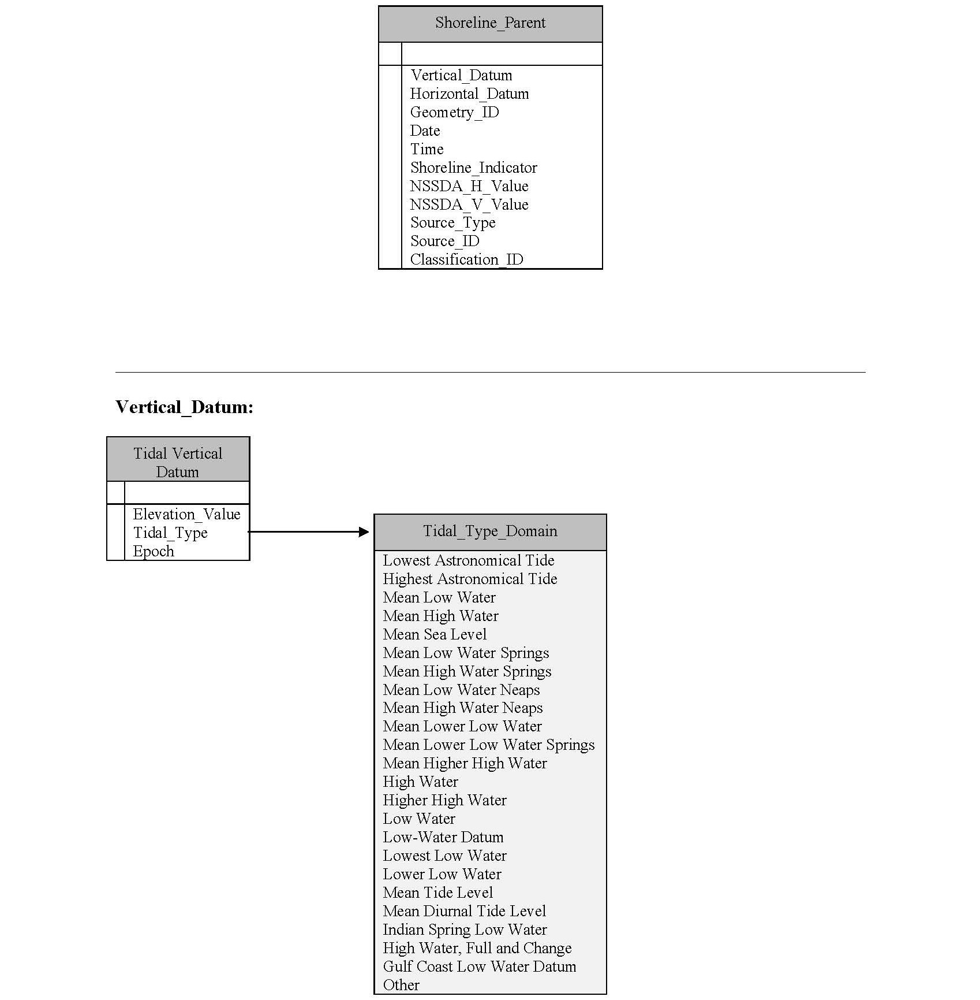 Shoreline_Parent
Vertical_Datum
Horizontal_Datum
Geometry_ID
Date
Time
Shoreline_Indicator
NSSDA_H_Value
NSSDA_V_Value
Source_Type
Source_ID
Classification_ID
Vertical_Datum:
Tidal Vertical
Datum
Elevation_Value
Tidal_Type
Epoch
Tidal_Type_Domain
Lowest Astronomical Tide
Highest Astronomical Tide
Mean Low Water
Mean High Water
Mean Sea Level
Mean Low Water Springs
Mean High Water Springs
Mean Low Water Neaps
Mean High Water Neaps
Mean Lower Low Water
Mean Lower Low Water Springs
Mean Higher High Water
High Water
Higher High Water
Low Water
Low-Water Datum
Lowest Low Water
Lower Low Water
Mean Tide Level
Mean Diurnal Tide Level
Indian Spring Low Water
High Water, Full and Change
Gulf Coast Low Water Datum
Other